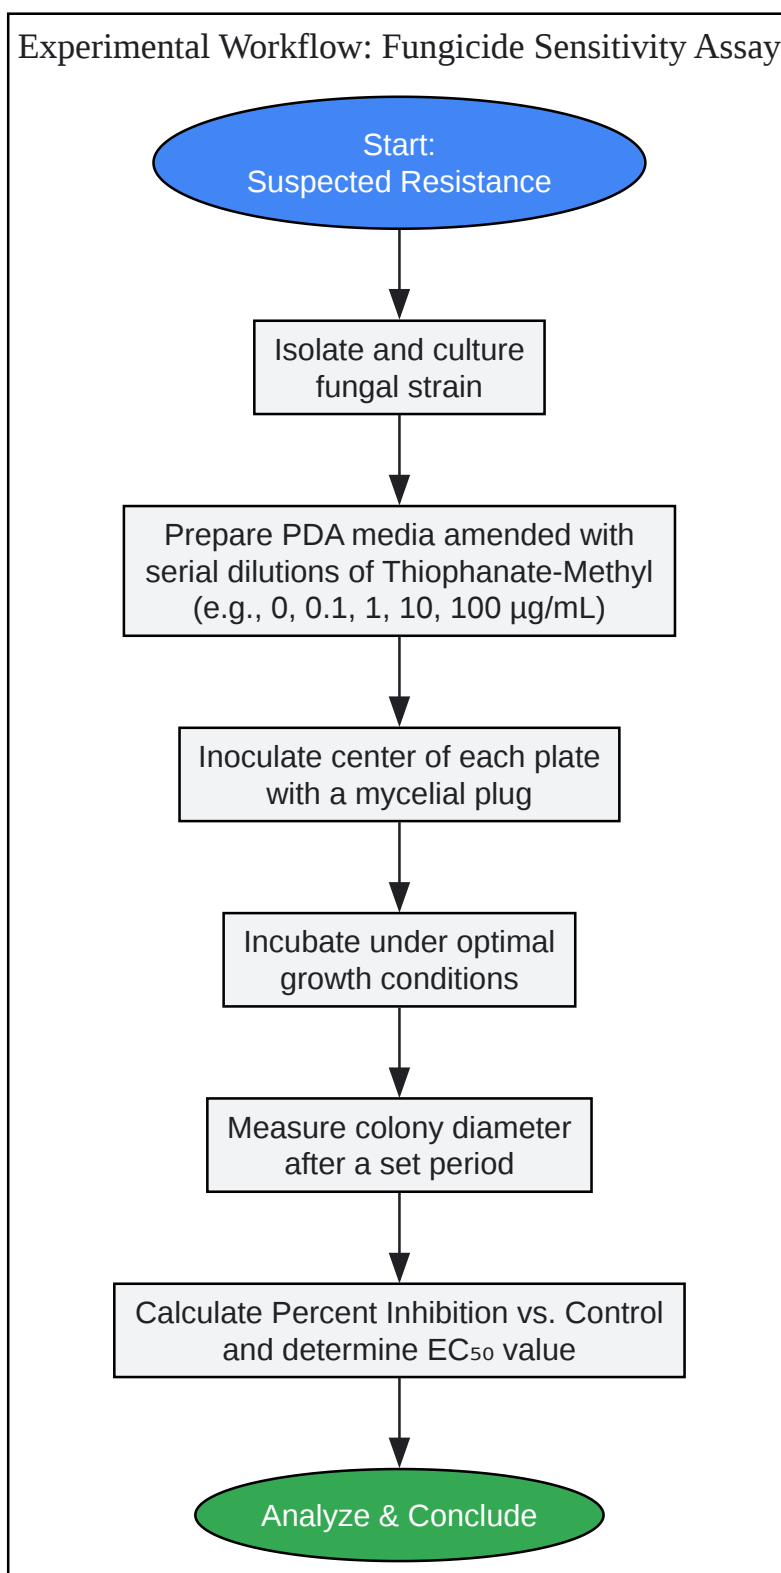 Experimental Workflow: Fungicide Sensitivity Assay
Start:
Suspected Resistance
Isolate and culture
fungal strain
Prepare PDA media amended with
serial dilutions of Thiophanate-Methyl
(e.g., 0, 0.1, 1, 10, 100 µg/mL)
Inoculate center of each plate
with a mycelial plug
Incubate under optimal
growth conditions
Measure colony diameter
after a set period
Calculate Percent Inhibition vs. Control
and determine EC₅₀ value
Analyze & Conclude